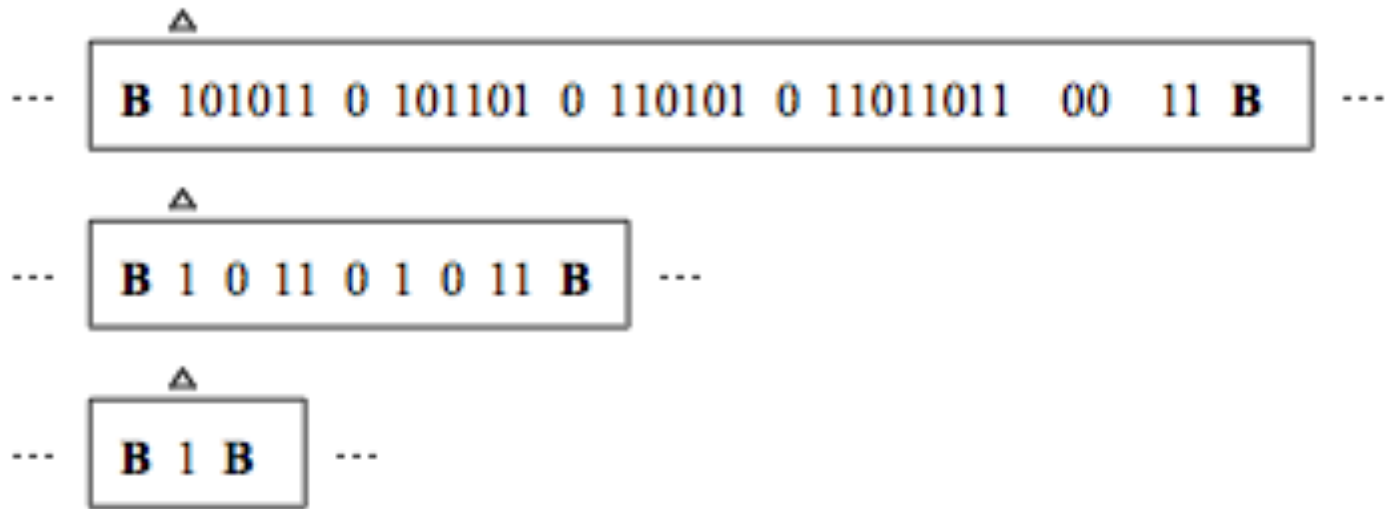 --- B 101011 0 101101 0 110101 0 11011011 00 11 B ---
--- B 1 0 11 0 1 0 11 B ---
--- B 1 B ---